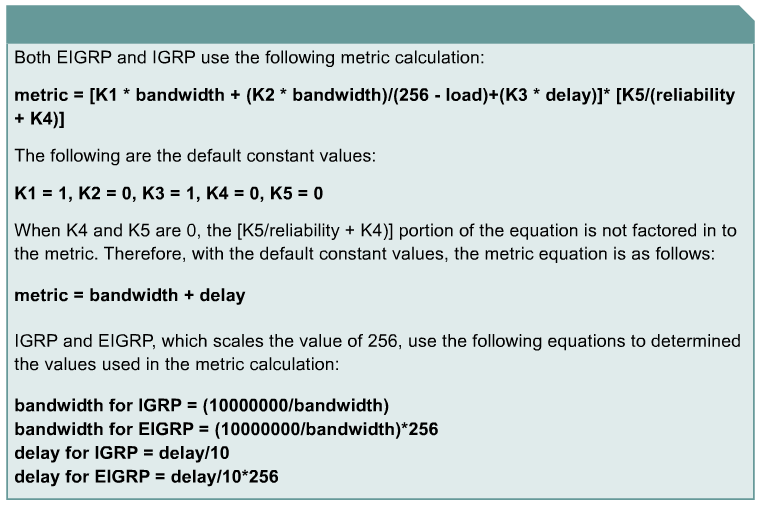 Both EIGRP and IGRP use the following metric calculation:
metric = [K1 * bandwidth + (K2 * bandwidth)/(256 - load)+(K3 * delay)]* [K5/(reliability
+ K4)]
The following are the default constant values:
K1 = 1, K2 = 0, K3 = 1, K4 = 0, K5 = 0
When K4 and K5 are 0, the [K5/reliability + K4)] portion of the equation is not factored in to
the metric. Therefore, with the default constant values, the metric equation is as follows:
metric = bandwidth + delay
IGRP and EIGRP, which scales the value of 256, use the following equations to determined
the values used in the metric calculation:
bandwidth for IGRP = (10000000/bandwidth)
bandwidth for EIGRP = (10000000/bandwidth)*256
delay for IGRP = delay/10
delay for EIGRP = delay/10*256